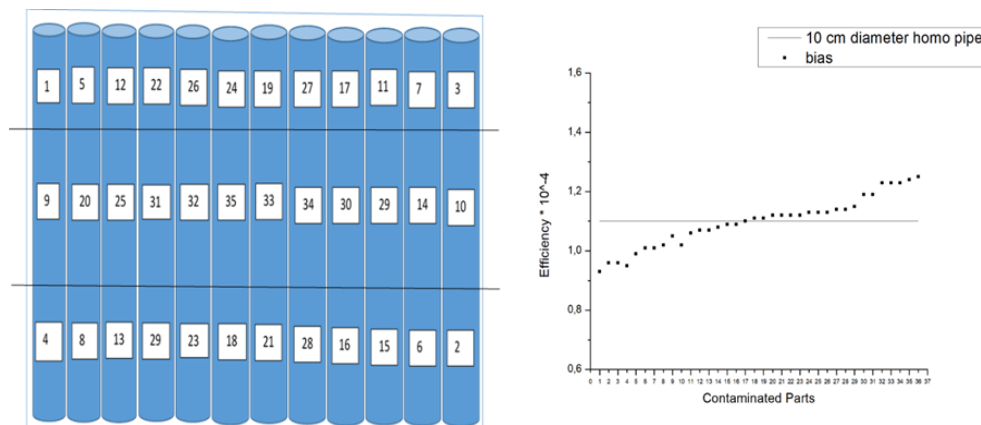 1 5 12 22 26 24 19 27 17 11 7 3
9 20 25 31 32 35 33 34 30 29 14 10
4 8 13 29 23 18 21 28 16 15 6 2
10 cm diameter homo pipe
bias
1,6
1,4
1,2
1,0
0,8
0,6
Efficiency * 10^-4
0 1 2 3 4 5 6 7 8 9 10 11 12 13 14 15 16 17 18 19 20 21 22 23 24 25 26 27 28 29 30 31 32 33 34 35 36 37
Contaminated Parts